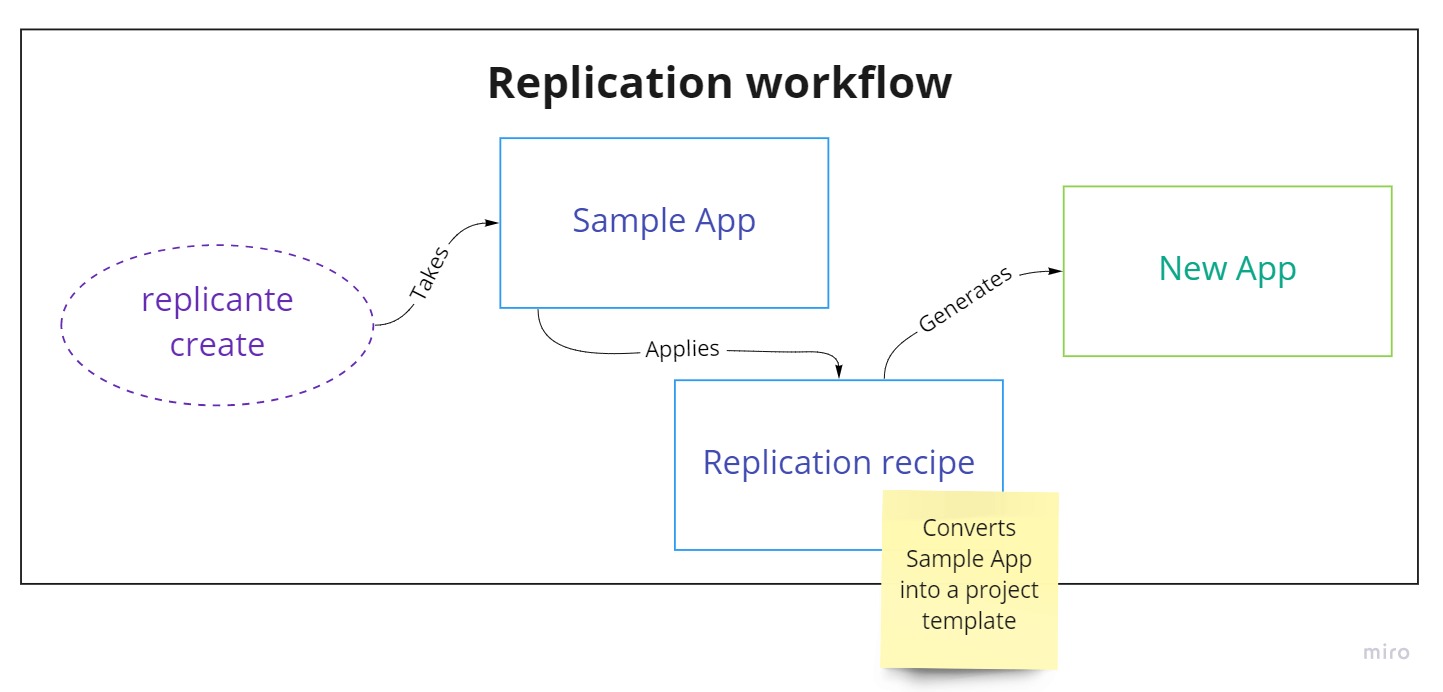 Replication workflow
replicante
create
Takes
Sample App
Applies
Replication recipe
Converts
Sample App
into a project
template
Generates
New App
miro